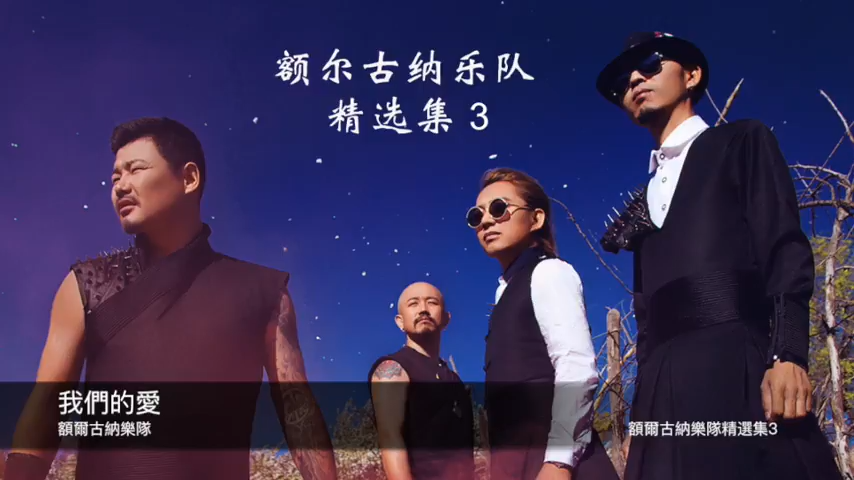 额尔古纳乐队
精选集 3
我們的愛
額爾古納樂隊
額爾古納樂隊精選集3